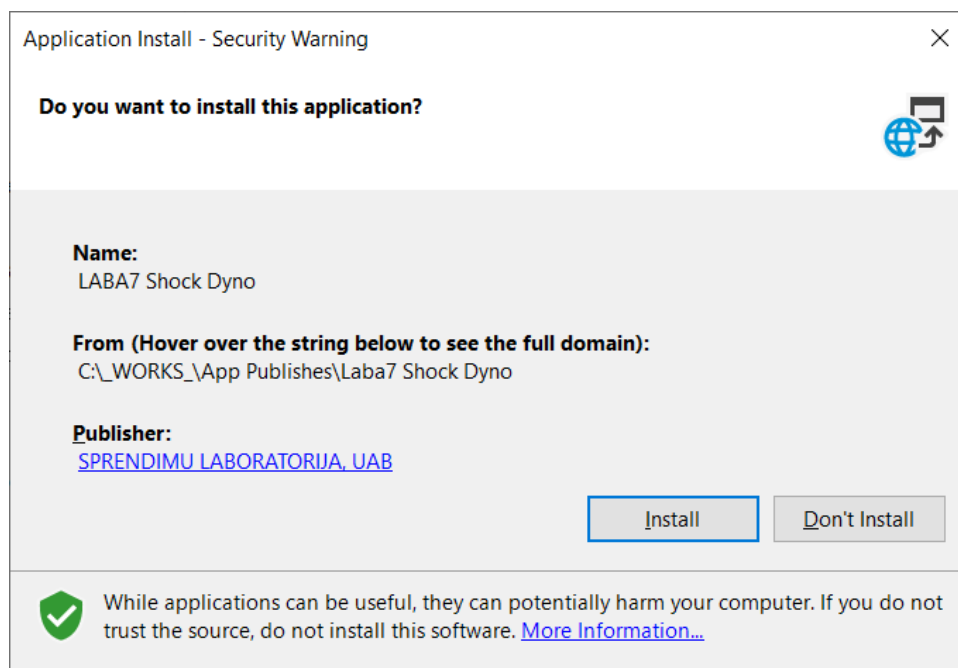 Application Install - Security Warning
Do you want to install this application?
Name:
LABA7 Shock Dyno
From (Hover over the string below to see the full domain):
C:\_WORKS_\App Publishes\Laba7 Shock Dyno
Publisher:
SPRENDIMU LABORATORIJA, UAB
Install
Don't Install
While applications can be useful, they can potentially harm your computer. If you do not
trust the source, do not install this software. More Information...